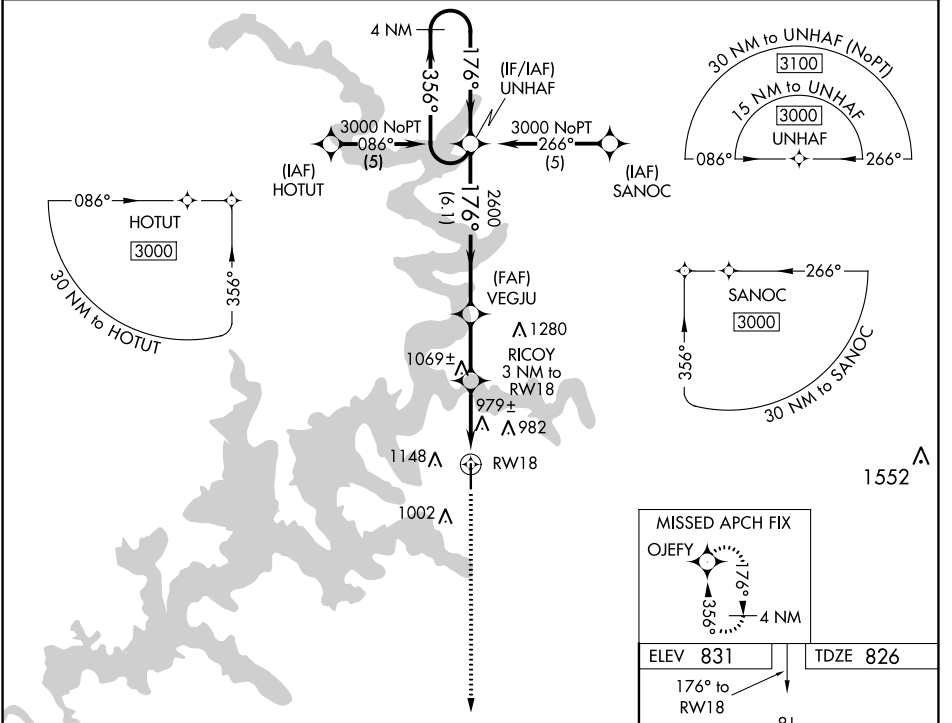 4 NM
356°
176°
(IF/IAF)
UNHAF
3000 NoPT
086°
(5)
(IAF)
HOTUT
3000 NoPT
266°
(5)
(IAF)
SANOC
30 NM to UNHAF (NoPT)
3100
15 NM to UNHAF
3000
UNHAF
086°
266°
086°
HOTUT
3000
356°
30 NM to HOTUT
2600
176°
(6.1)
(FAF)
VEGJU
1280
1069±
RICOY
3 NM to
RW18
979±
982
1148
RW18
1002
266°
SANOC
3000
356°
30 NM to SANOC
1552
MISSED APCH FIX
OJEFY
176°
356°
4 NM
ELEV 831
TDZE 826
176° to
RW18